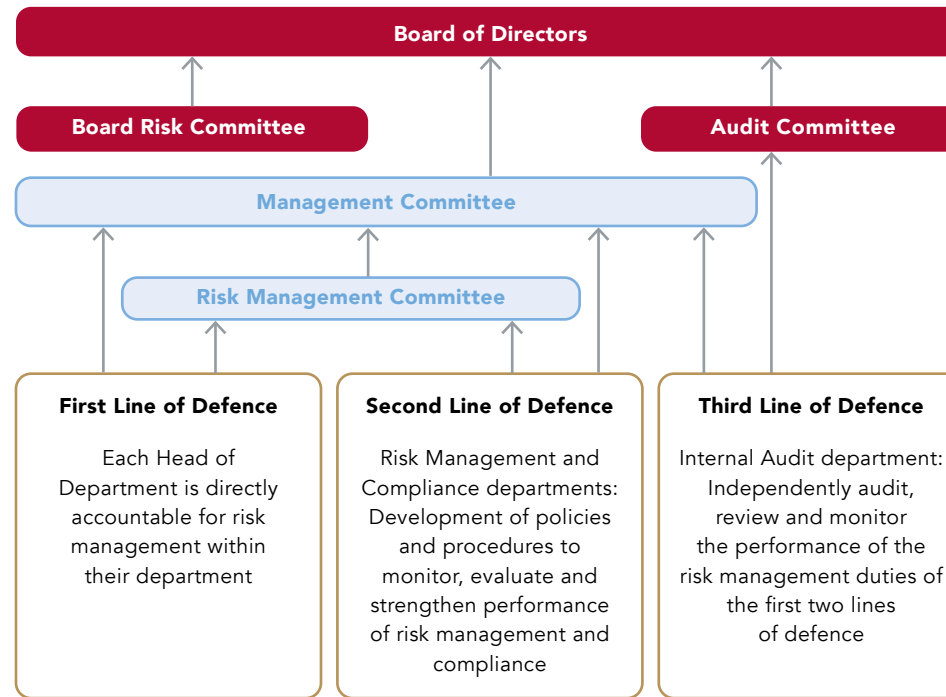 Board of Directors
Board Risk Committee
Audit Committee
Management Committee
Risk Management Committee
First Line of Defence
Each Head of
Department is directly
accountable for risk
management within
their department
Second Line of Defence
Risk Management and
Compliance departments:
Development of policies
and procedures to
monitor, evaluate and
strengthen performance
of risk management and
compliance
Third Line of Defence
Internal Audit department:
Independently audit,
review and monitor
the performance of the
risk management duties of
the first two lines
of defence